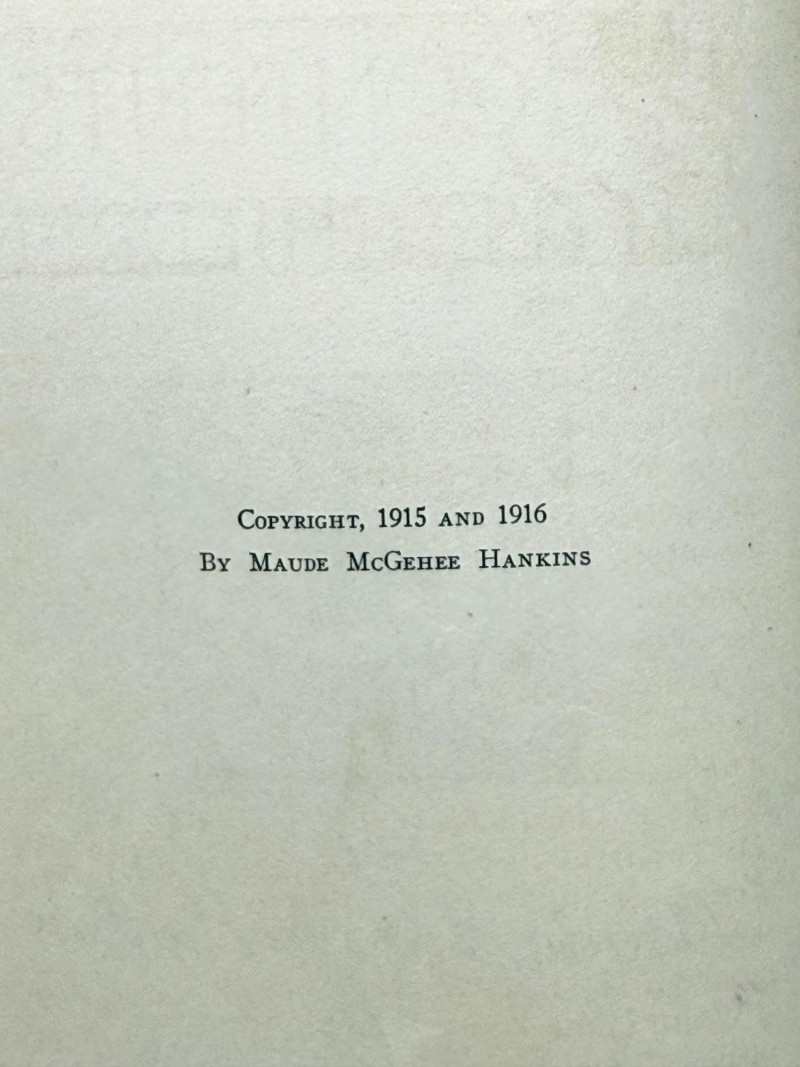 Copyright, 1915 and 1916
By Maude McGehee Hankins